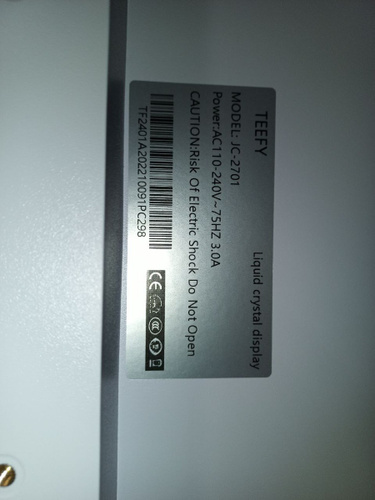 TEEFY
Liquid crystal display
MODEL: JC-2701
Power:AC110-240V~75HZ 3.0A
CAUTION:Risk Of Electric Shock Do Not Open
TF2401A202210091PC298